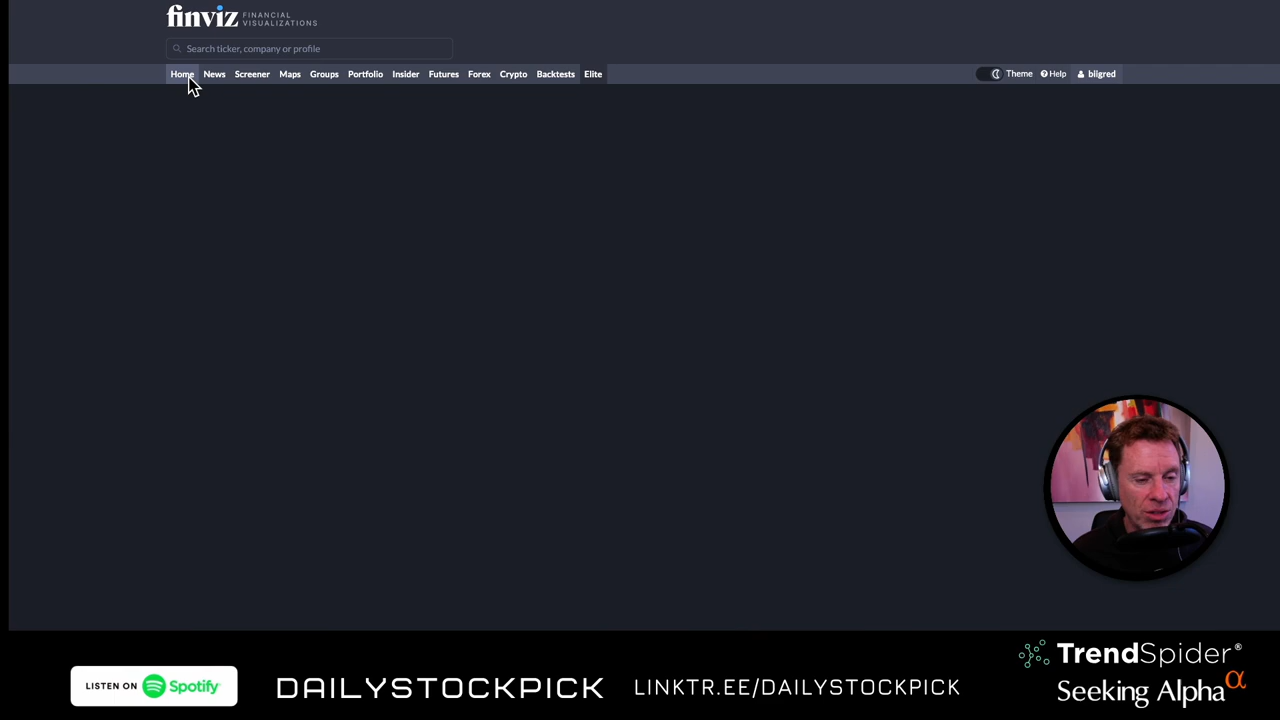 finviz FINANCIAL VISUALIZATIONS
Search ticker, company or profile
Home News Screener Maps Groups Portfolio Insider Futures Forex Crypto Backtests Elite Theme Help bilgred
LISTEN ON Spotify DAILYSTOCKPICK LINKTR.EE/DAILYSTOCKPICK
TrendSpider®
Seeking Alpha α